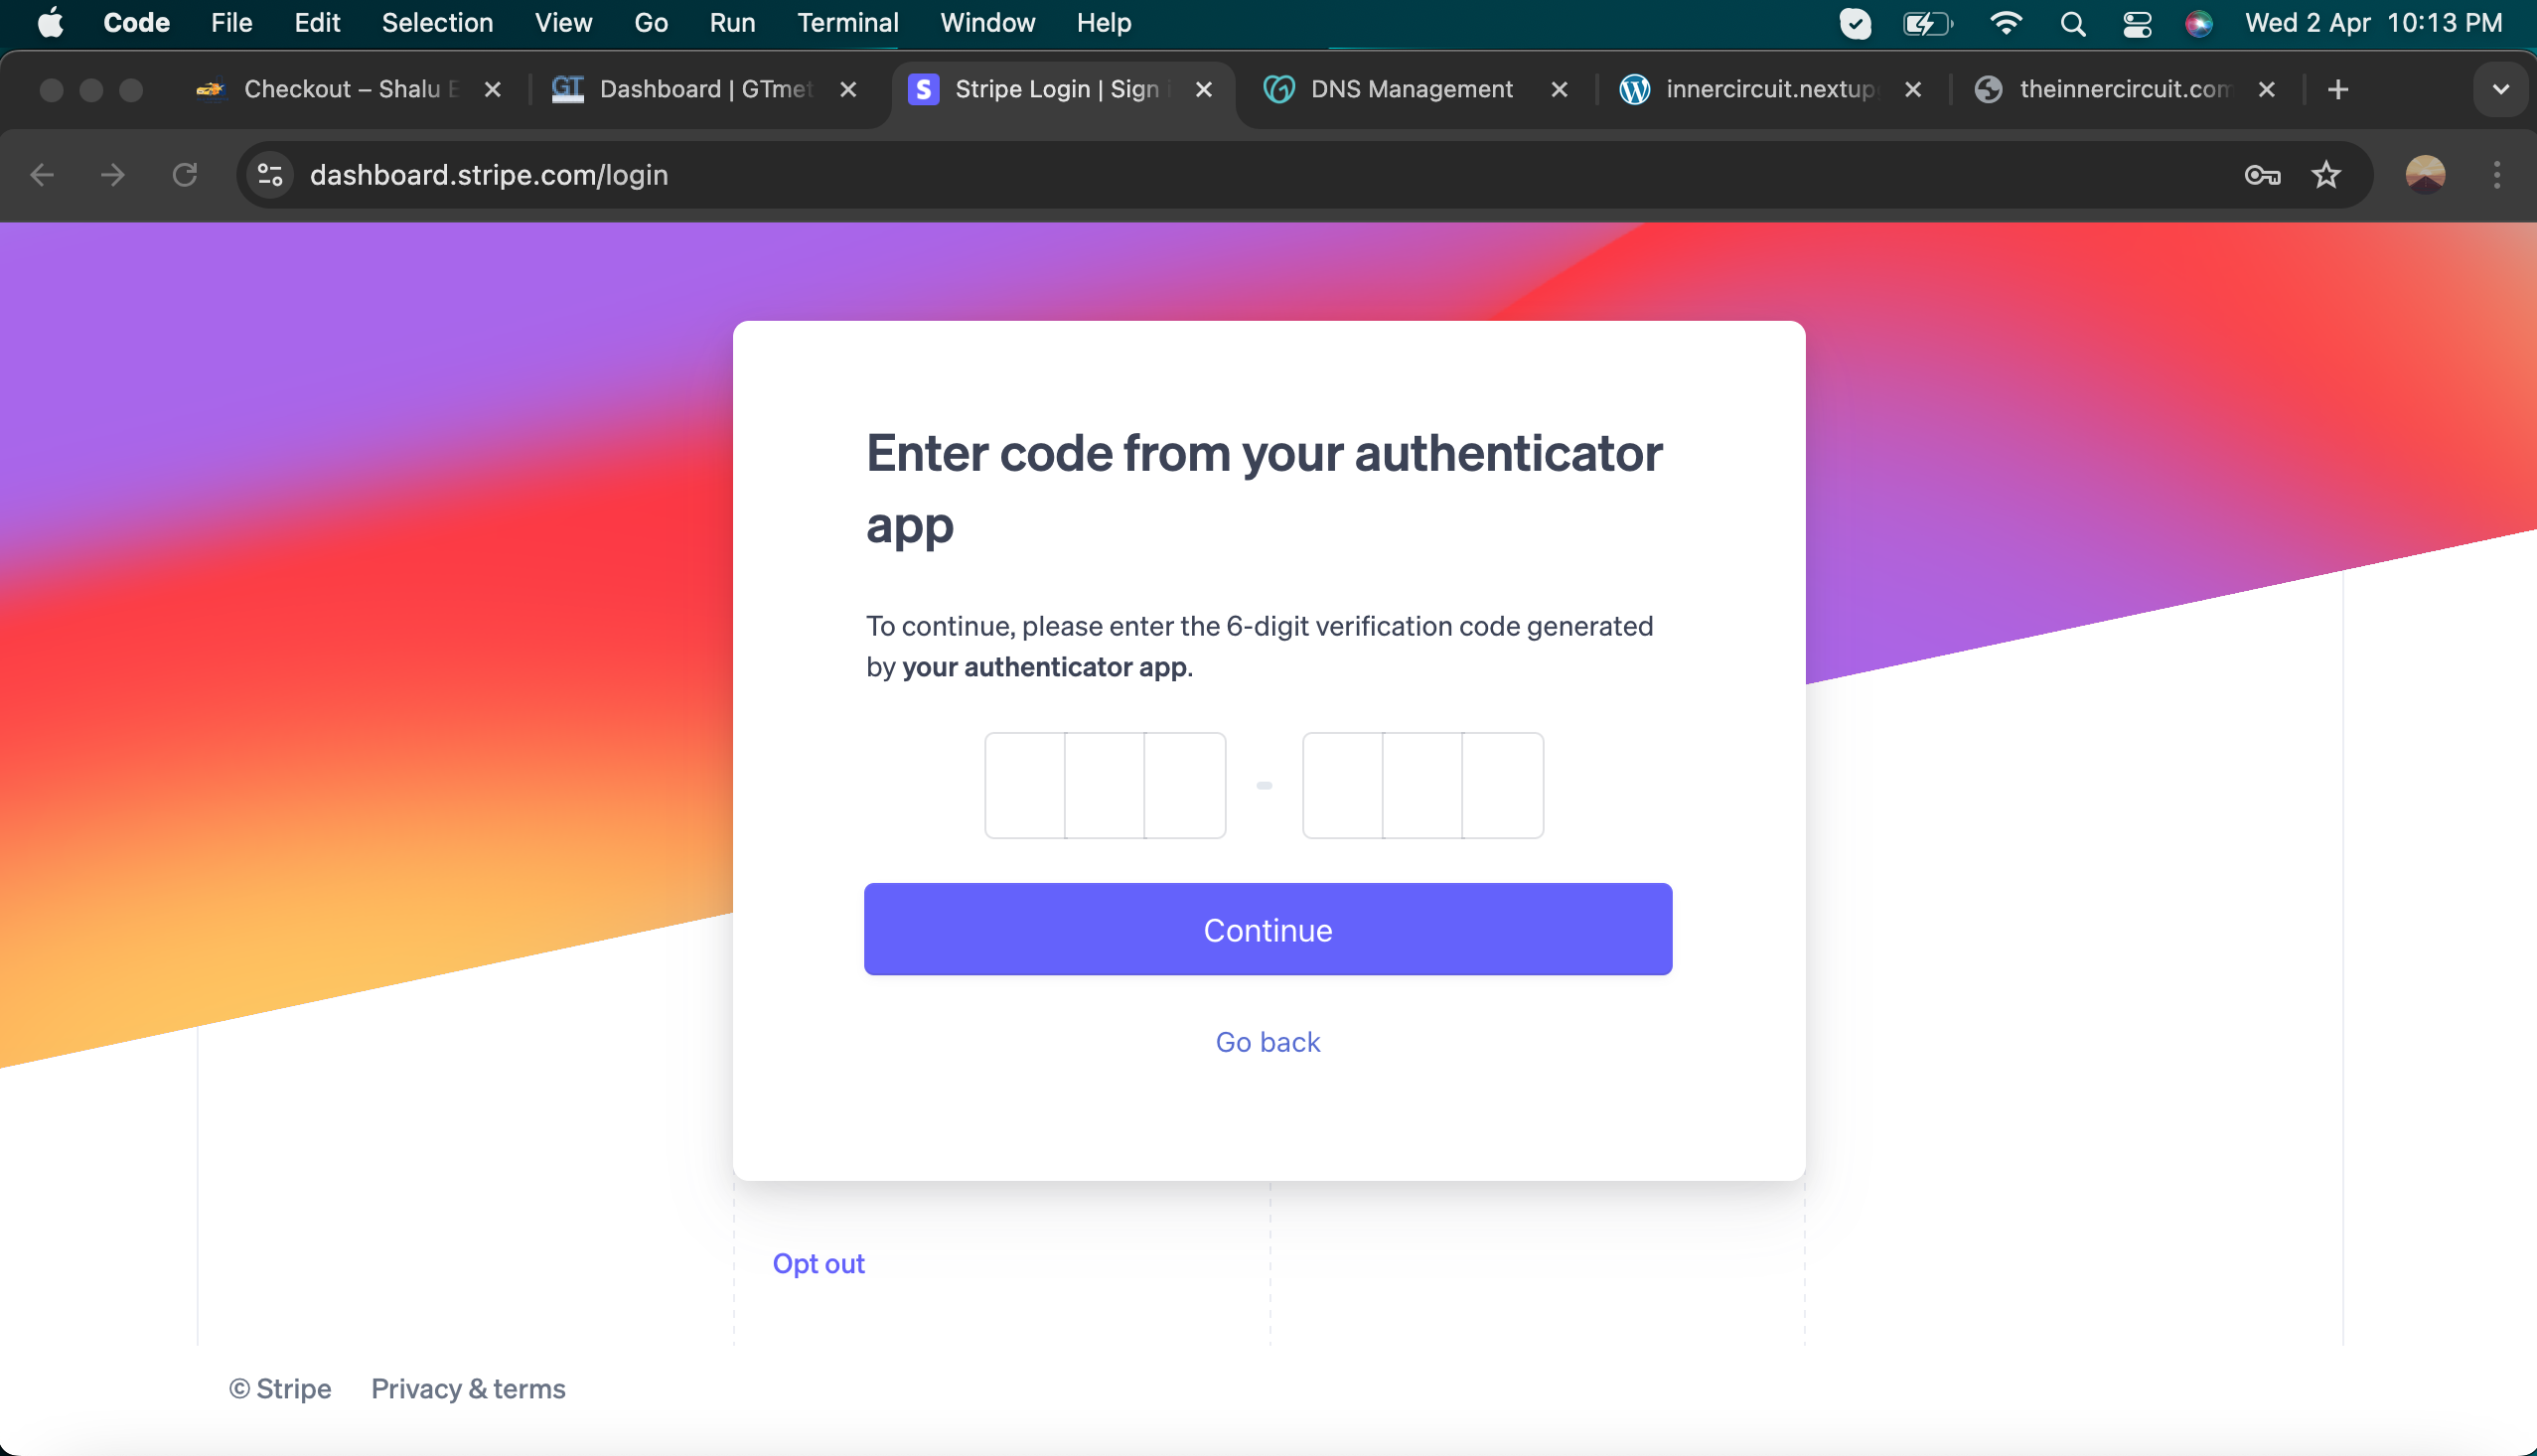 Code File Edit Selection View Go Run Terminal Window Help Wed 2 Apr 10:13 PM
Checkout – Shalu GT Dashboard | GTmet S Stripe Login | Sign DNS Management innercircuit.nextup theinnercircuit.com
dashboard.stripe.com/login
Enter code from your authenticator
app
To continue, please enter the 6-digit verification code generated
by your authenticator app.
-
Continue
Go back
Opt out
© Stripe Privacy & terms